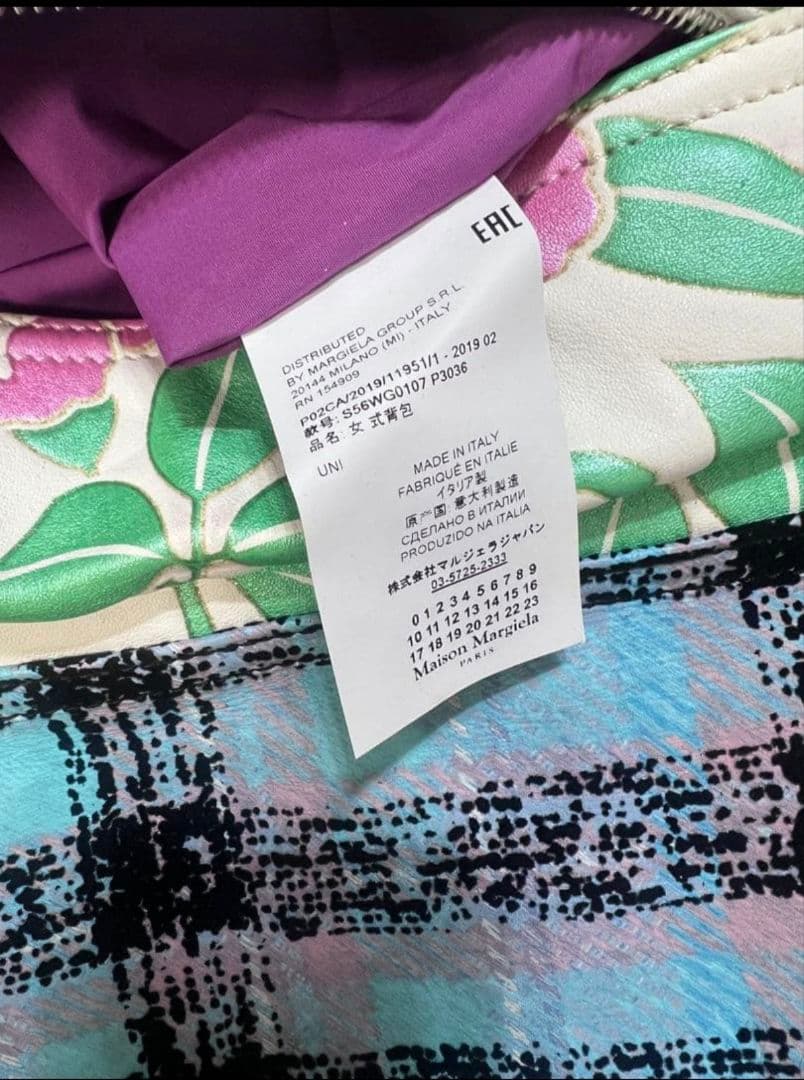 EAC
DISTRIBUTED
BY MARGIELA GROUP S.R.L.
20144 MILANO (MI) - ITALY
RN 154909
P02CA/2019/11951/1 - 2019 02
款号: S56WG0107 P3036
品名: 女 式背包
UNI
MADE IN ITALY
FABRIQUÉ EN ITALIE
イタリア製
原产国: 意大利製造
СДЕЛАНО В ИТАЛИИ
PRODUZIDO NA ITALIA
株式会社マルジェラジャパン
03-5725-2333
0 1 2 3 4 5 6 7 8 9
10 11 12 13 14 15 16
17 18 19 20 21 22 23
Maison Margiela
PARIS